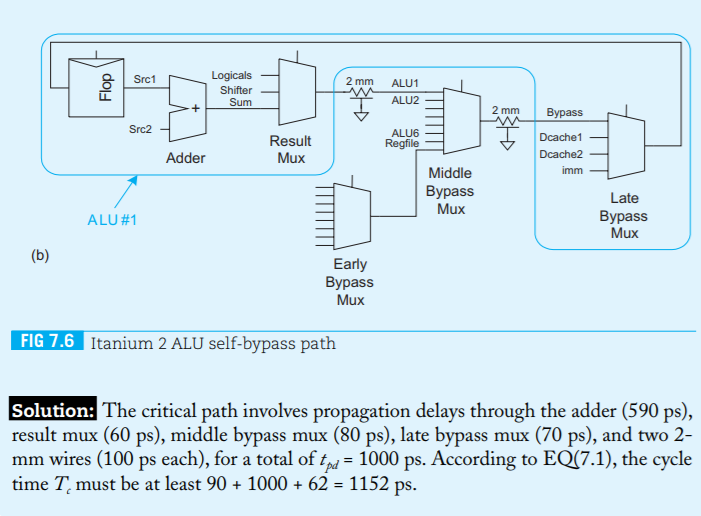 Flop
Src1
Src2
+
Adder
Logicals
Shifter
Sum
Result
Mux
2 mm
ALU1
ALU2
ALU6
Regfile
Middle
Bypass
Mux
2 mm
Bypass
Dcache1
Dcache2
imm
Late
Bypass
Mux
ALU #1
Early
Bypass
Mux
(b)
FIG 7.6 Itanium 2 ALU self-bypass path
Solution: The critical path involves propagation delays through the adder (590 ps),
result mux (60 ps), middle bypass mux (80 ps), late bypass mux (70 ps), and two 2-
mm wires (100 ps each), for a total of tpd = 1000 ps. According to EQ(7.1), the cycle
time Tc must be at least 90 + 1000 + 62 = 1152 ps.